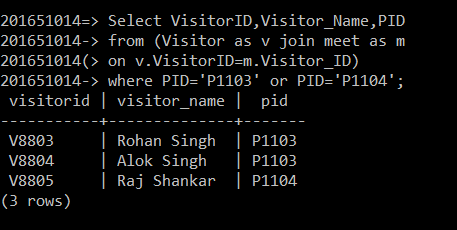 201651014=> Select VisitorID,Visitor_Name,PID
201651014-> from (Visitor as v join meet as m
201651014(> on v.VisitorID=m.Visitor_ID)
201651014-> where PID='P1103' or PID='P1104';
 visitorid | visitor_name |  pid
-----------+--------------+-------
 V8803     | Rohan Singh  | P1103
 V8804     | Alok Singh   | P1103
 V8805     | Raj Shankar  | P1104
(3 rows)